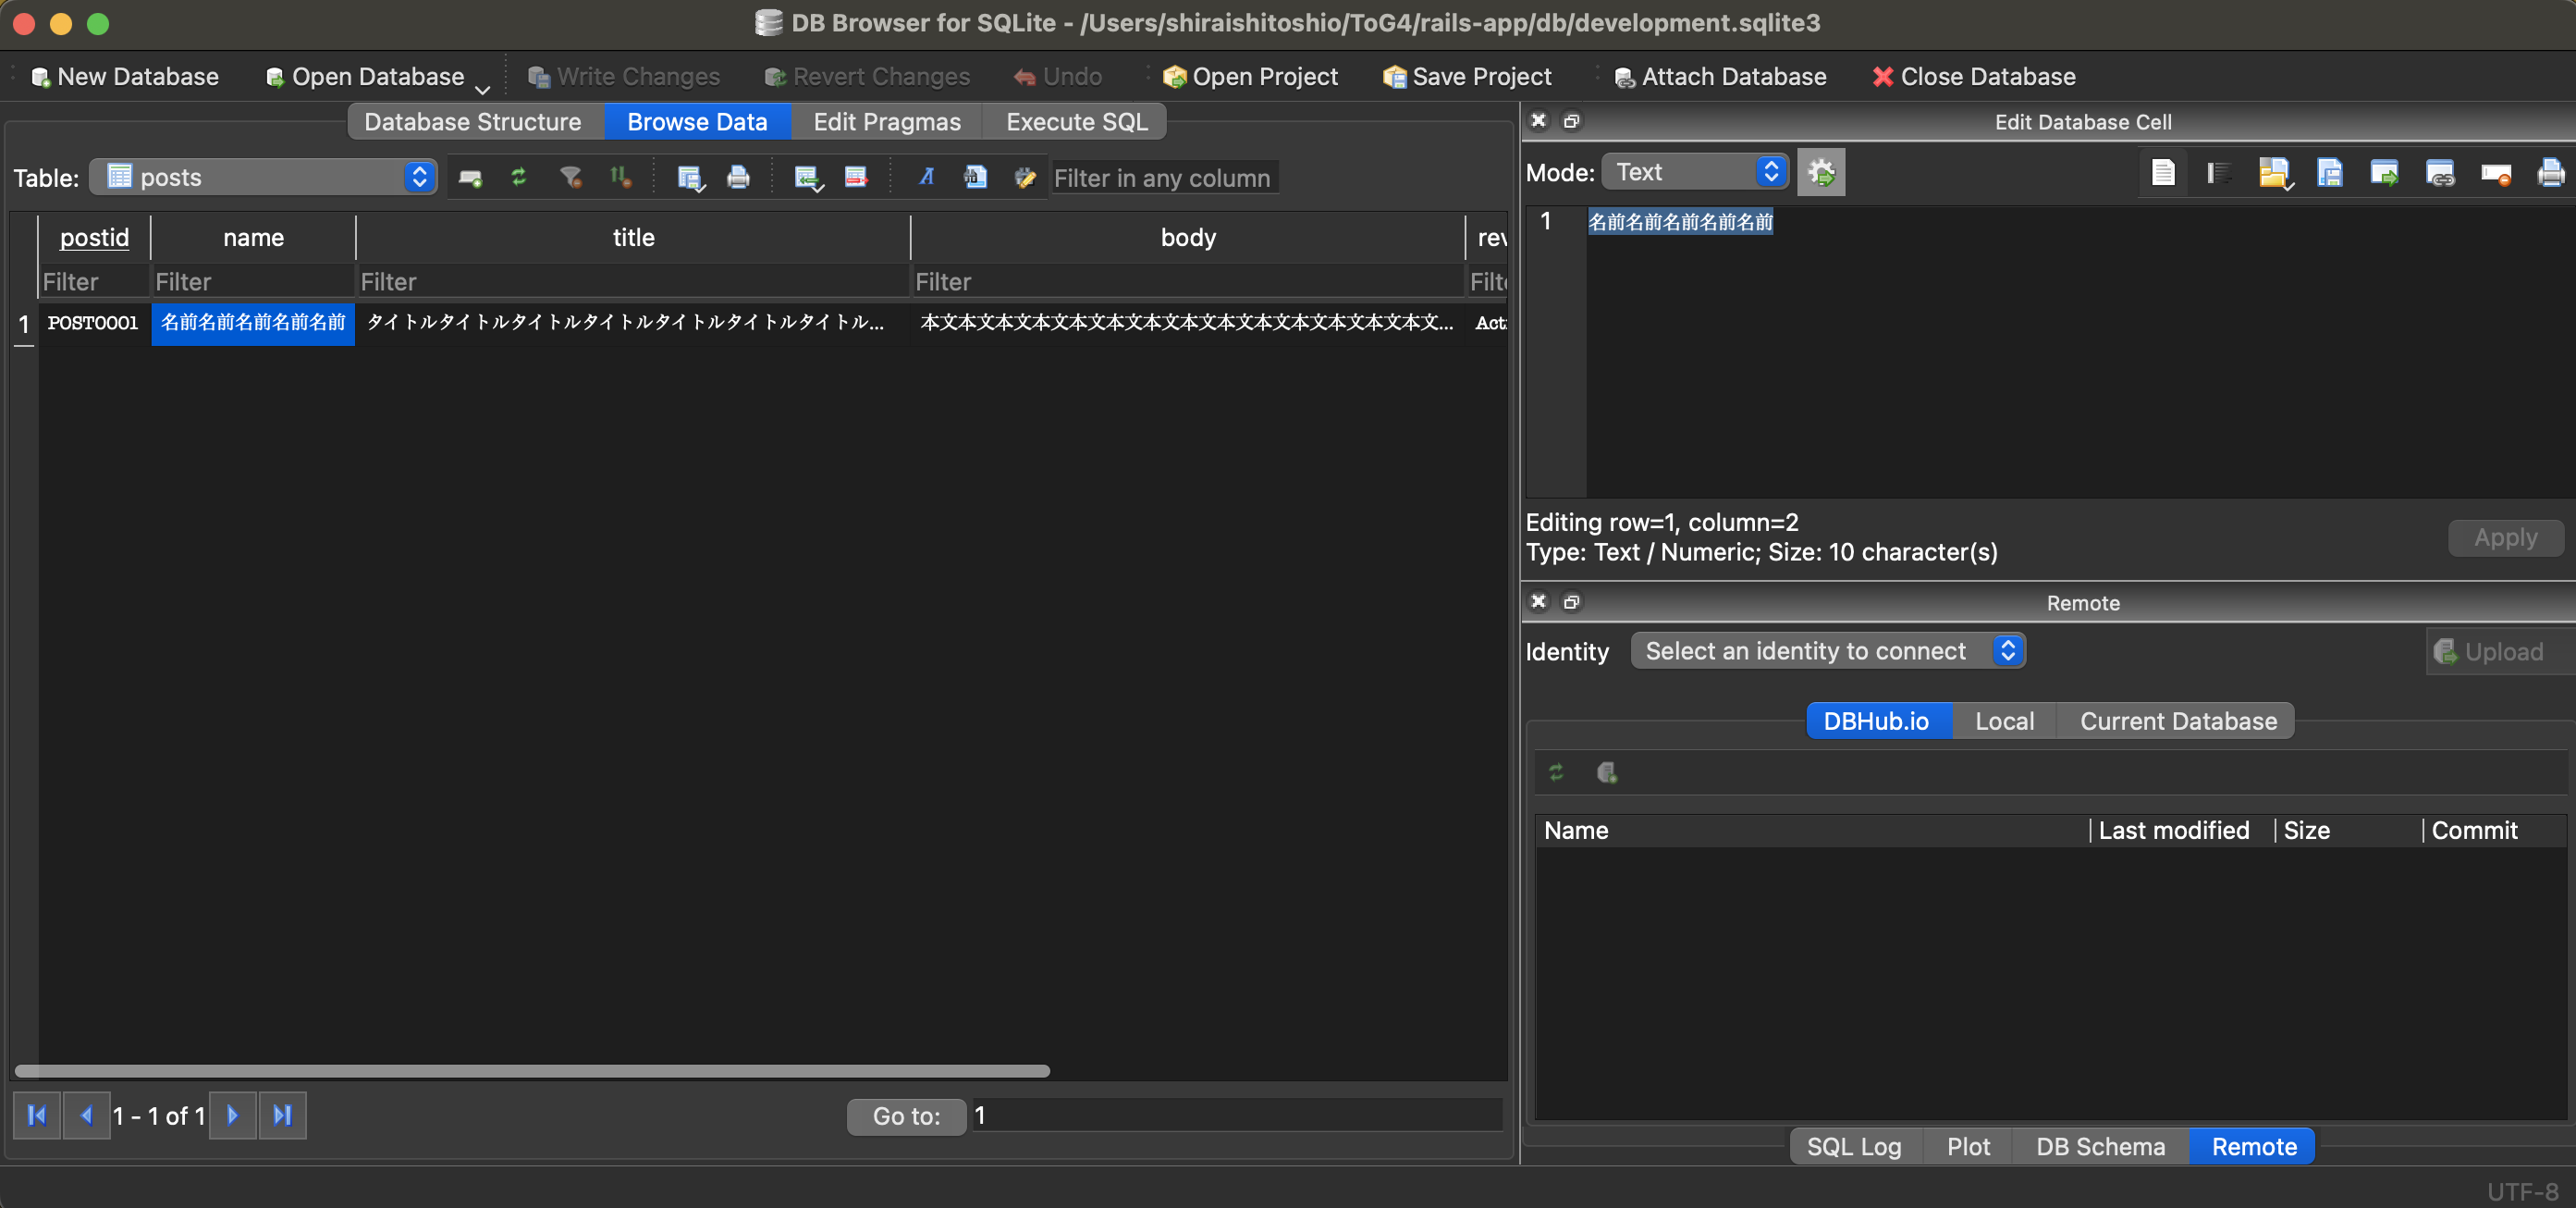 DB Browser for SQLite - /Users/shiraishitoshio/ToG4/rails-app/db/development.sqlite3
New Database Open Database Write Changes Revert Changes Undo Open Project Save Project Attach Database Close Database
Database Structure Browse Data Edit Pragmas Execute SQL
Table: posts Filter in any column
postid name title body rev
Filter Filter Filter Filter Filt
1 POST0001 名前名前名前名前名前 タイトルタイトルタイトルタイトルタイトルタイトルタイトル... 本文本文本文本文本文本文本文本文本文本文本文本文本文本文... Act
1 - 1 of 1 Go to: 1
Edit Database Cell
Mode: Text
1 名前名前名前名前名前
Editing row=1, column=2
Type: Text / Numeric; Size: 10 character(s)
Apply
Remote
Identity Select an identity to connect Upload
DBHub.io Local Current Database
Name Last modified Size Commit
SQL Log Plot DB Schema Remote
UTF-8